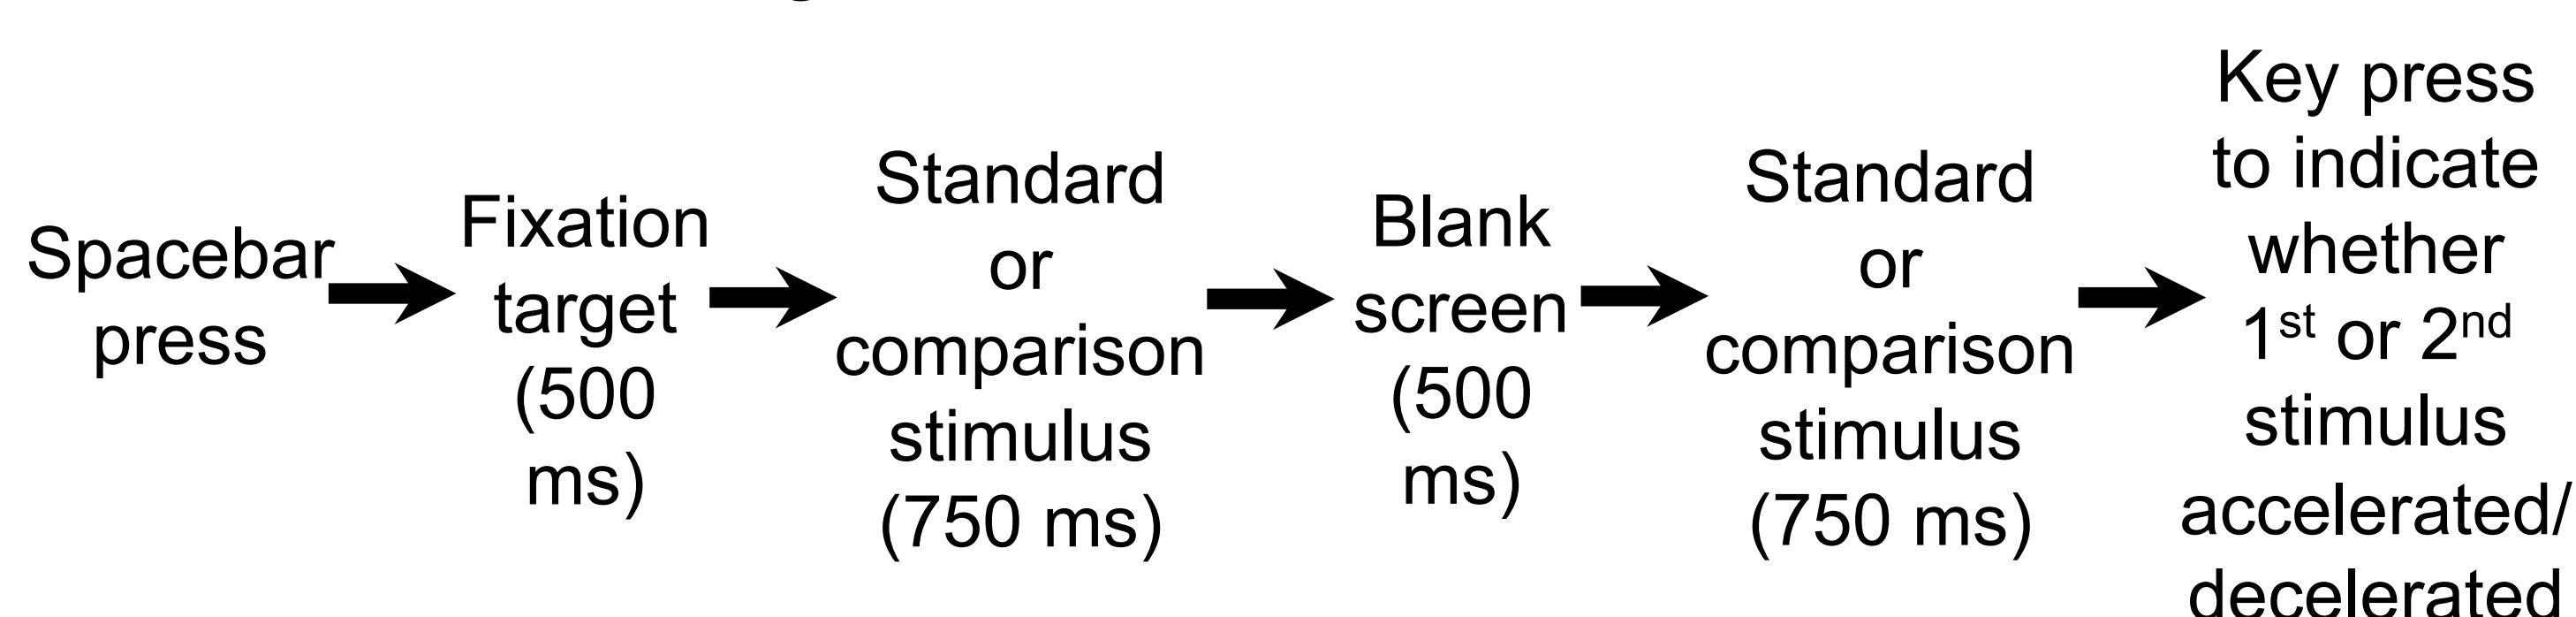 Spacebar
press
Fixation
target
(500
ms)
Standard
or
comparison
stimulus
(750 ms)
Blank
screen
(500
ms)
Standard
or
comparison
stimulus
(750 ms)
Key press
to indicate
whether
1st or 2nd
stimulus
accelerated/
decelerated